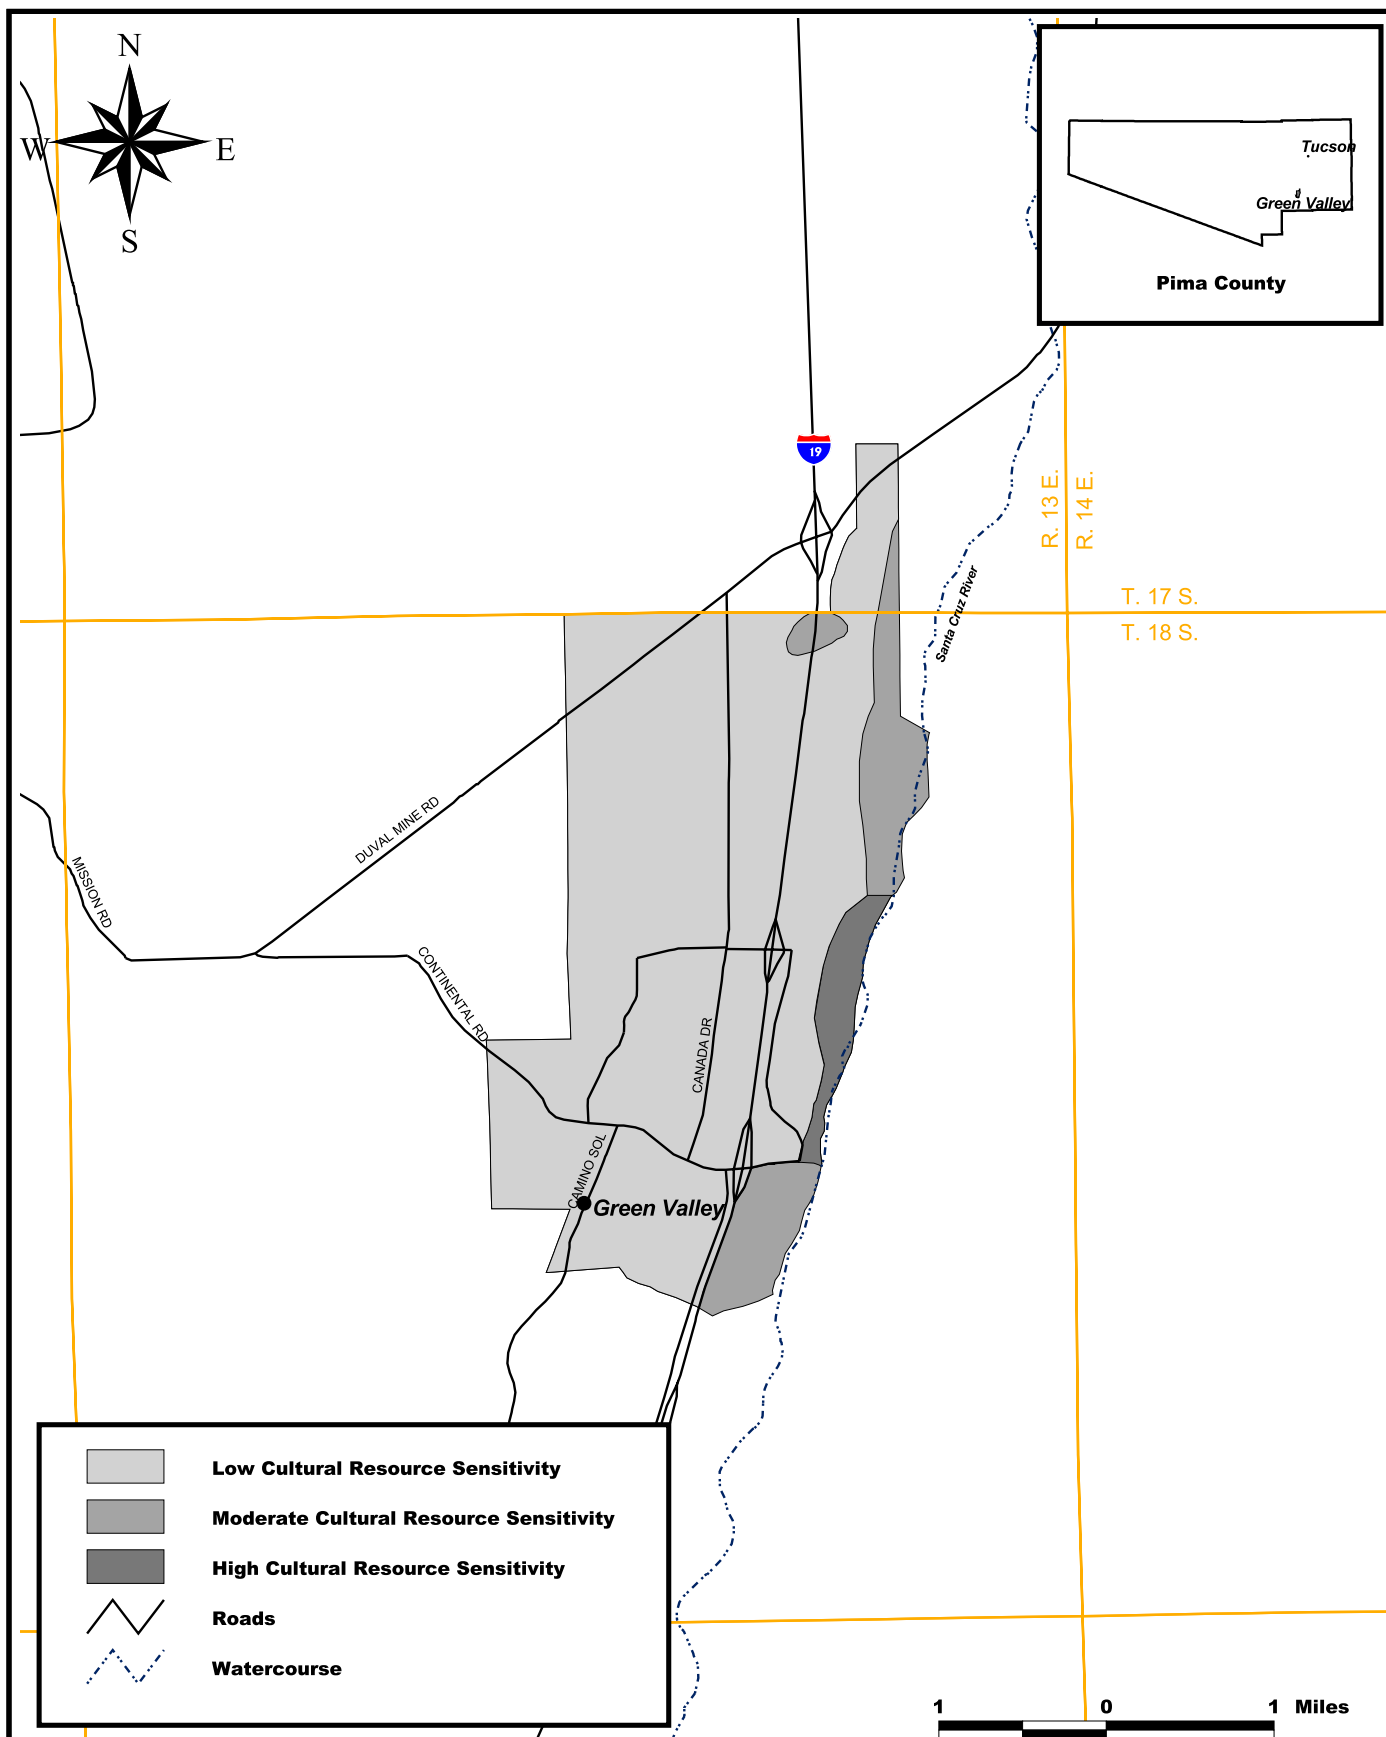 N
W
E
S
Tucson
Green Valley
Pima County
19
R. 13 E.
R. 14 E.
T. 17 S.
T. 18 S.
Santa Cruz River
DUVAL MINE RD
MISSION RD
CONTINENTAL RD
CANADA DR
CAMINO SOL
Green Valley
Low Cultural Resource Sensitivity
Moderate Cultural Resource Sensitivity
High Cultural Resource Sensitivity
Roads
Watercourse
1 0 1 Miles